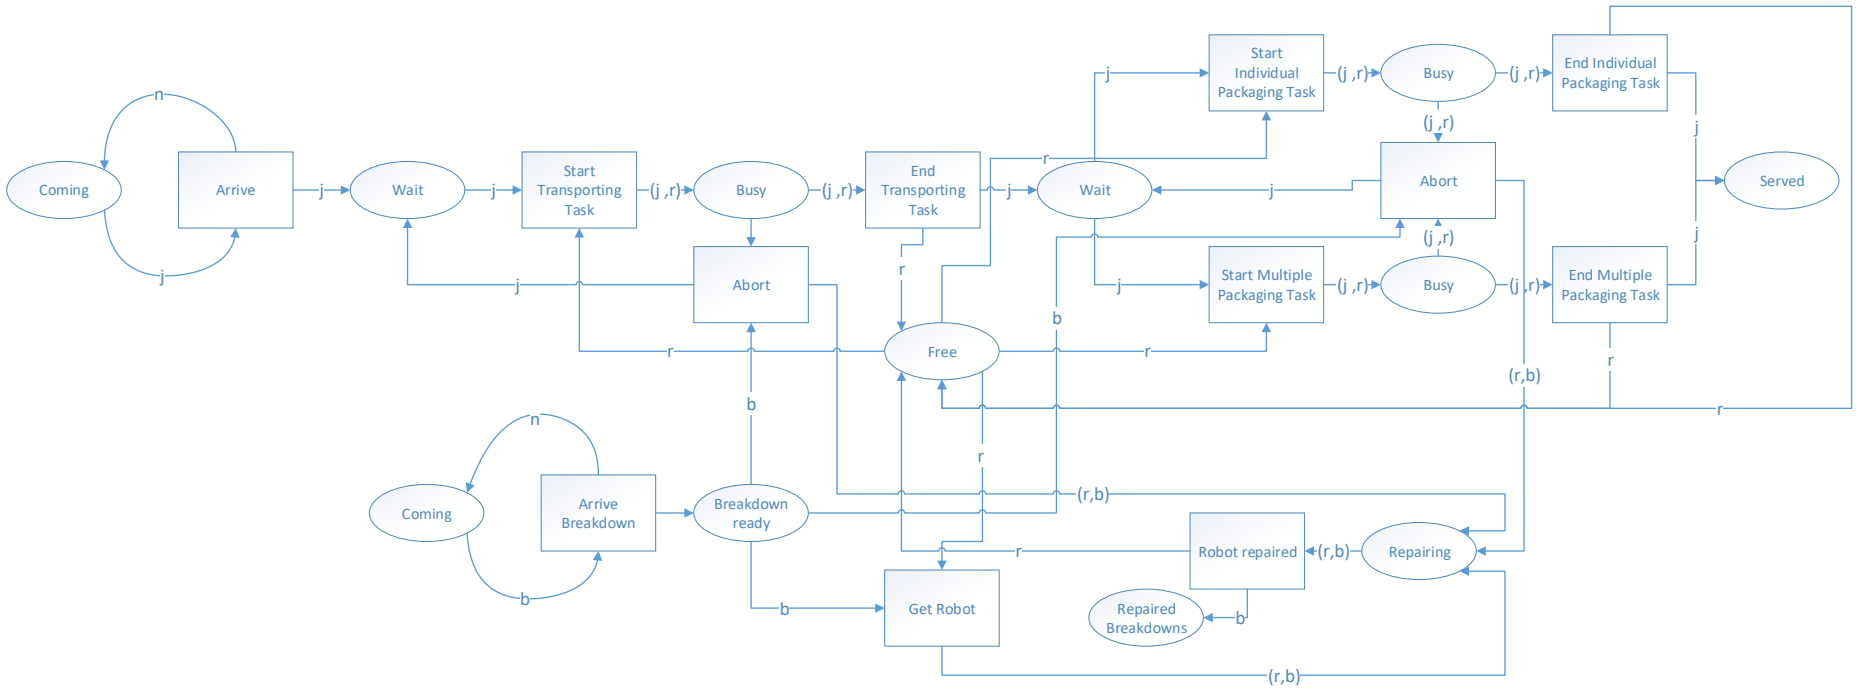 Start
Individual
Packaging Task
Busy
End Individual
Packaging Task
j
(j ,r)
(j ,r)
n
(j ,r)
j
Coming
Arrive
j
Wait
j
Start
Transporting
Task
(j ,r)
Busy
(j ,r)
End
Transporting
Task
j
r
Wait
j
Abort
Served
j
j
Abort
r
(j ,r)
j
j
Start Multiple
Packaging Task
(j ,r)
Busy
(j ,r)
End Multiple
Packaging Task
b
r
Free
r
r
(r,b)
b
r
n
r
Coming
Arrive
Breakdown
Breakdown
ready
(r,b)
b
r
Robot repaired
(r,b)
Repairing
b
Get Robot
Repaired
Breakdowns
b
(r,b)